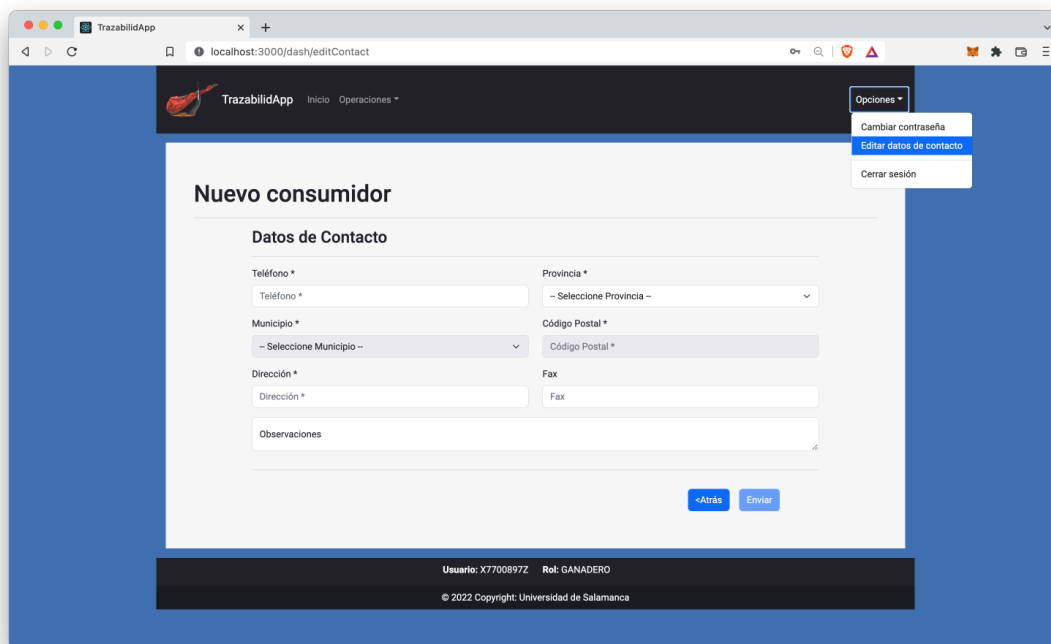 TrazabilidApp
localhost:3000/dash/editContact
TrazabilidApp Inicio Operaciones Opciones
Cambiar contraseña
Editar datos de contacto
Cerrar sesión
Nuevo consumidor
Datos de Contacto
Teléfono * Provincia *
Teléfono * -- Seleccione Provincia --
Municipio * Código Postal *
-- Seleccione Municipio -- Código Postal *
Dirección * Fax
Dirección * Fax
Observaciones
<Atrás Enviar
Usuario: X7700897Z Rol: GANADERO
© 2022 Copyright: Universidad de Salamanca